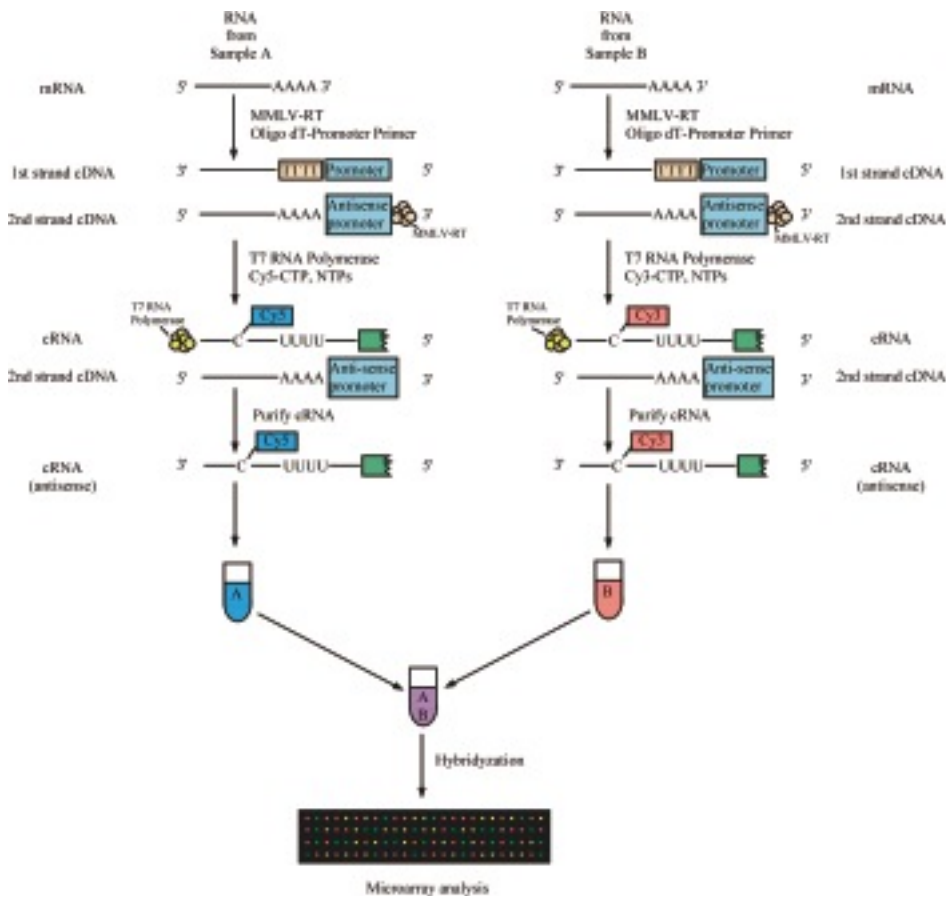 RNA
from
Sample A
RNA
from
Sample B
mRNA 5' AAAA 3' 5' AAAA 3' mRNA
MMLV-RT
Oligo dT-Promoter Primer
MMLV-RT
Oligo dT-Promoter Primer
1st strand cDNA 3' TTTT Promoter 5' 3' TTTT Promoter 5' 1st strand cDNA
2nd strand cDNA 5' AAAA Antisense promoter 3' 5' AAAA Antisense promoter 3' 2nd strand cDNA
MMLV-RT
MMLV-RT
T7 RNA Polymerase
Cy5-CTP, NTPs
T7 RNA Polymerase
Cy3-CTP, NTPs
T7 RNA
Polymerase
Cy5
T7 RNA
Polymerase
Cy3
cRNA C UUUU 5' C UUUU 5' cRNA
2nd strand cDNA 5' AAAA Anti-sense promoter 3' 5' AAAA Anti-sense promoter 3' 2nd strand cDNA
Purify cRNA
Purify cRNA
Cy5
Cy3
cRNA
(antisense)
3' C UUUU 5'
3' C UUUU 5'
cRNA
(antisense)
A
B
A
B
Hybridyzation
Microarray analysis